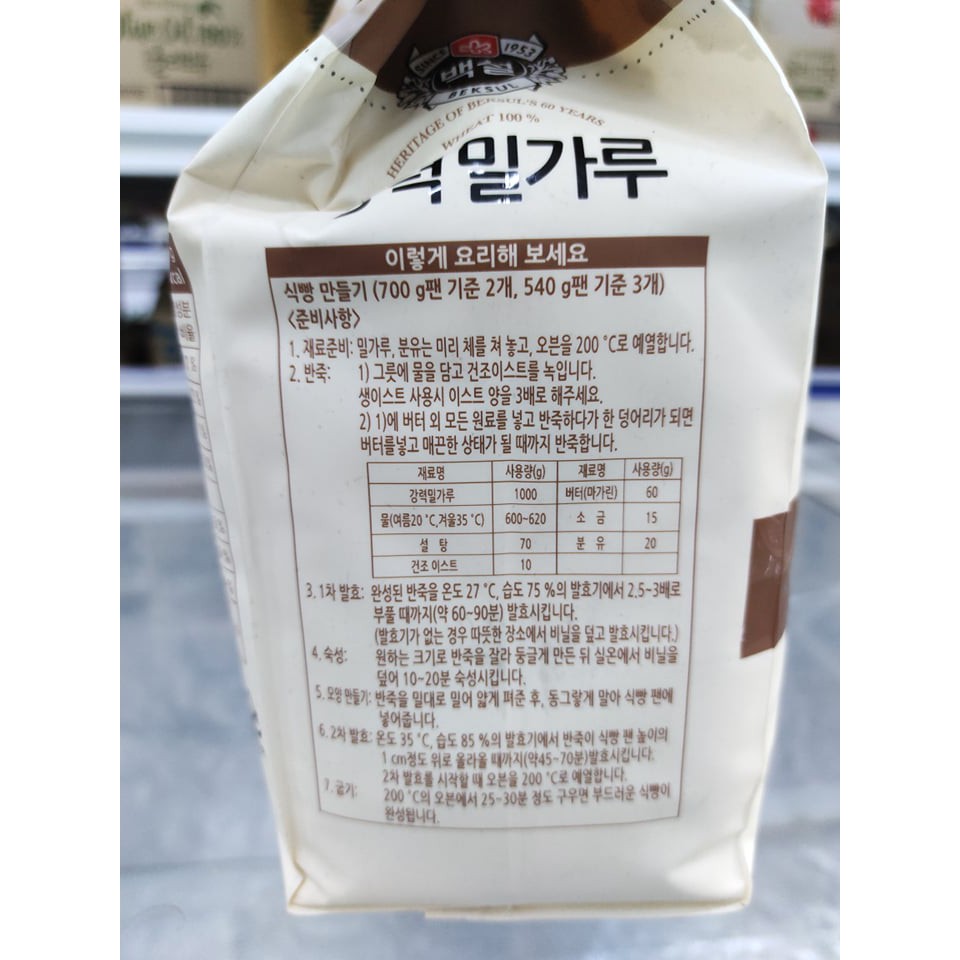 SINCE 1953
백설
BEKSUL
HERITAGE OF BEKSUL'S 60 YEARS
WHEAT 100 %
밀가루
이렇게 요리해 보세요
식빵 만들기 (700 g팬 기준 2개, 540 g팬 기준 3개)
〈준비사항〉
1. 재료준비: 밀가루, 분유는 미리 체를 쳐 놓고, 오븐을 200 ℃로 예열합니다.
2. 반죽: 1) 그릇에 물을 담고 건조이스트를 녹입니다.
생이스트 사용시 이스트 양을 3배로 해주세요.
2) 1)에 버터 외 모든 원료를 넣고 반죽하다가 한 덩어리가 되면
버터를넣고 매끈한 상태가 될 때까지 반죽합니다.
재료명 사용량(g) 재료명 사용량(g)
강력밀가루 1000 버터(마가린) 60
물(여름20 ℃,겨울35 ℃) 600~620 소 금 15
설 탕 70 분 유 20
건조 이스트 10
3. 1차 발효: 완성된 반죽을 온도 27 ℃, 습도 75 %의 발효기에서 2.5~3배로
부풀 때까지(약 60~90분) 발효시킵니다.
(발효기가 없는 경우 따뜻한 장소에서 비닐을 덮고 발효시킵니다.)
4. 숙성: 원하는 크기로 반죽을 잘라 둥글게 만든 뒤 실온에서 비닐을
덮어 10~20분 숙성시킵니다.
5. 모양 만들기: 반죽을 밀대로 밀어 얇게 펴준 후, 동그랗게 말아 식빵 팬에
넣어줍니다.
6. 2차 발효: 온도 35 ℃, 습도 85 %의 발효기에서 반죽이 식빵 팬 높이의
1 cm정도 위로 올라올 때까지(약45~70분)발효시킵니다.
2차 발효를 시작할 때 오븐을 200 ℃로 예열합니다.
7. 굽기: 200 ℃의 오븐에서 25~30분 정도 구우면 부드러운 식빵이
완성됩니다.